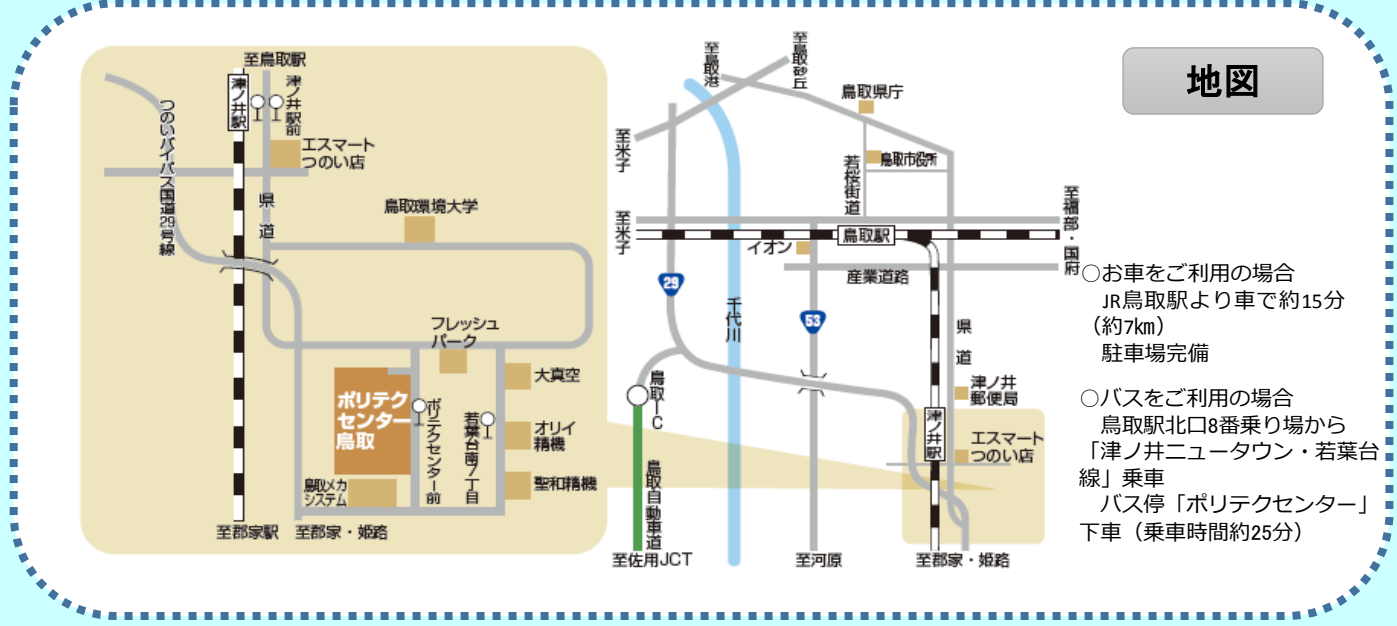 地図
至鳥取駅
津ノ井駅
津ノ井駅前
エスマート
つのい店
つのいバイパス国道29号線
県道
鳥取環境大学
フレッシュ
パーク
大真空
ポリテク
センター
鳥取
ポリテクセンター前
若葉台南7丁目
オリイ
精機
聖和精機
鳥取メカ
システム
至郡家駅
至郡家・姫路
至鳥取港
至鳥取砂丘
鳥取県庁
至米子
若桜街道
鳥取市役所
至福部・国府
至米子
鳥取駅
イオン
産業道路
29
千代川
53
県道
鳥取IC
津ノ井
郵便局
津ノ井駅
エスマート
つのい店
鳥取自動車道
至佐用JCT
至河原
至郡家・姫路
○お車をご利用の場合
JR鳥取駅より車で約15分
(約7km)
駐車場完備
○バスをご利用の場合
鳥取駅北口8番乗り場から
「津ノ井ニュータウン・若葉台
線」乗車
バス停「ポリテクセンター」
下車(乗車時間約25分)